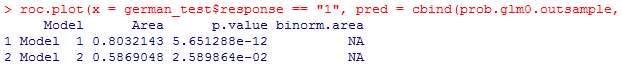 > roc.plot(x = german_test$response == "1", pred = cbind(prob.glm0.outsample,
Model Area p.value binorm.area
1 Model 1 0.8032143 5.651288e-12 NA
2 Model 2 0.5869048 2.589864e-02 NA